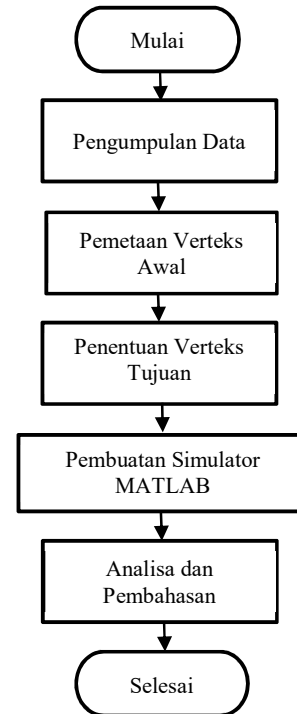 Mulai
Pengumpulan Data
Pemetaan Verteks
Awal
Penentuan Verteks
Tujuan
Pembuatan Simulator
MATLAB
Analisa dan
Pembahasan
Selesai